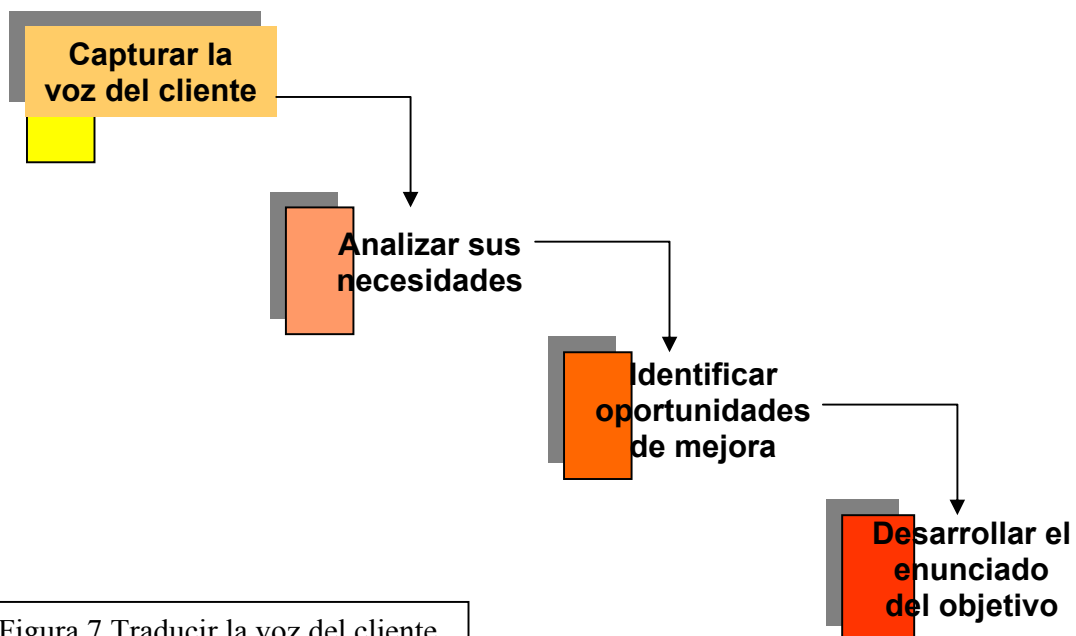 Capturar la
voz del cliente
Analizar sus
necesidades
Identificar
oportunidades
de mejora
Desarrollar el
enunciado
del objetivo
Figura 7 Traducir la voz del cliente